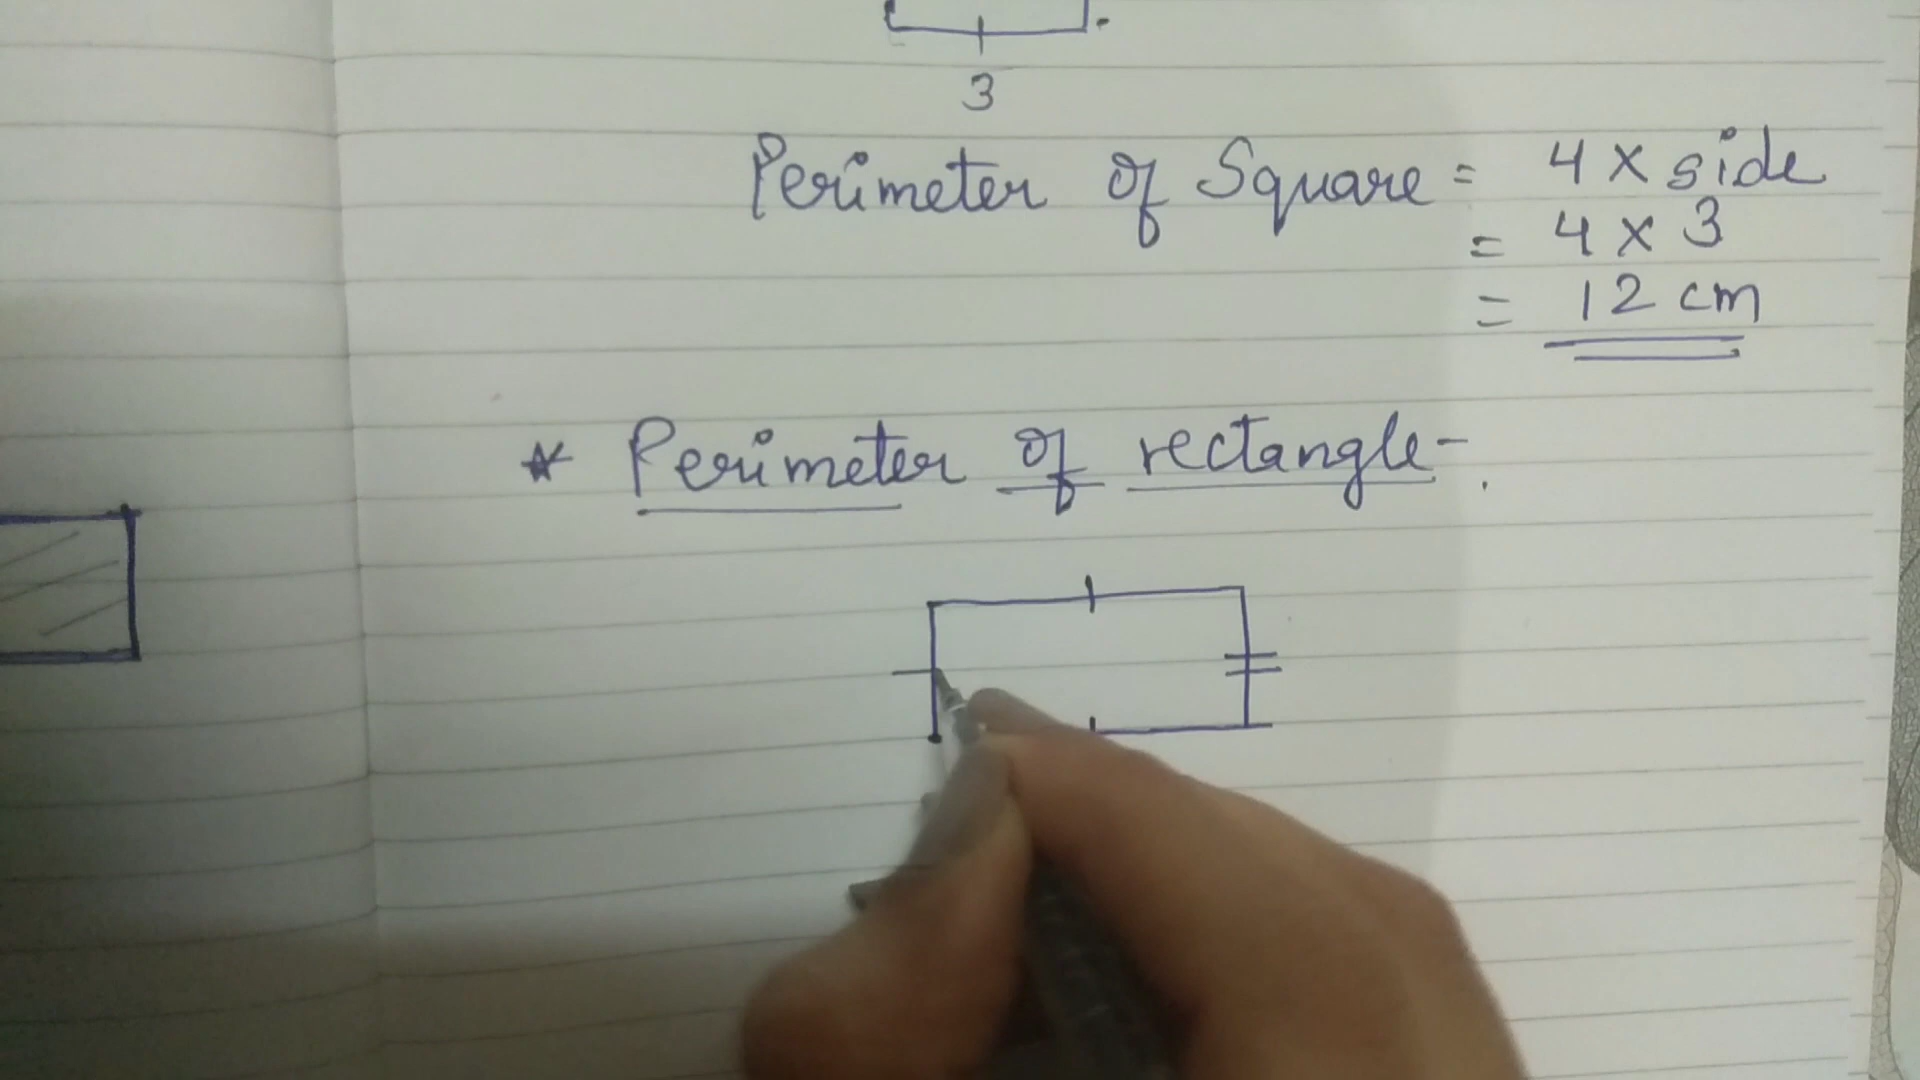 3
Perimeter of Square = 4 x side
= 4 x 3
= 12 cm
* Perimeter of rectangle-